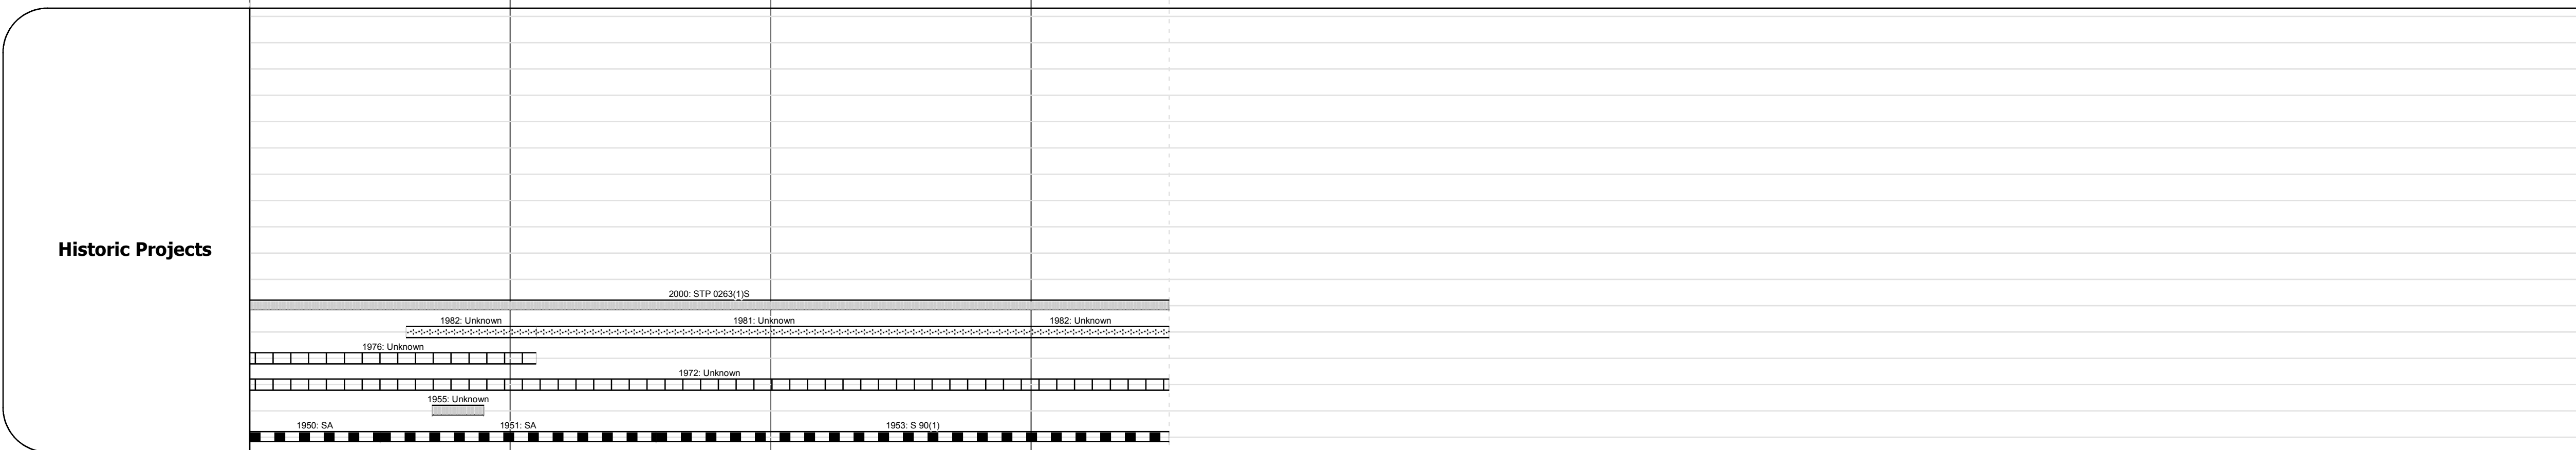 2000: STP 0263(1)S
1982: Unknown 1981: Unknown 1982: Unknown
1976: Unknown
Historic Projects
1972: Unknown
1955: Unknown
1950: SA 1951: SA 1953: S 90(1)